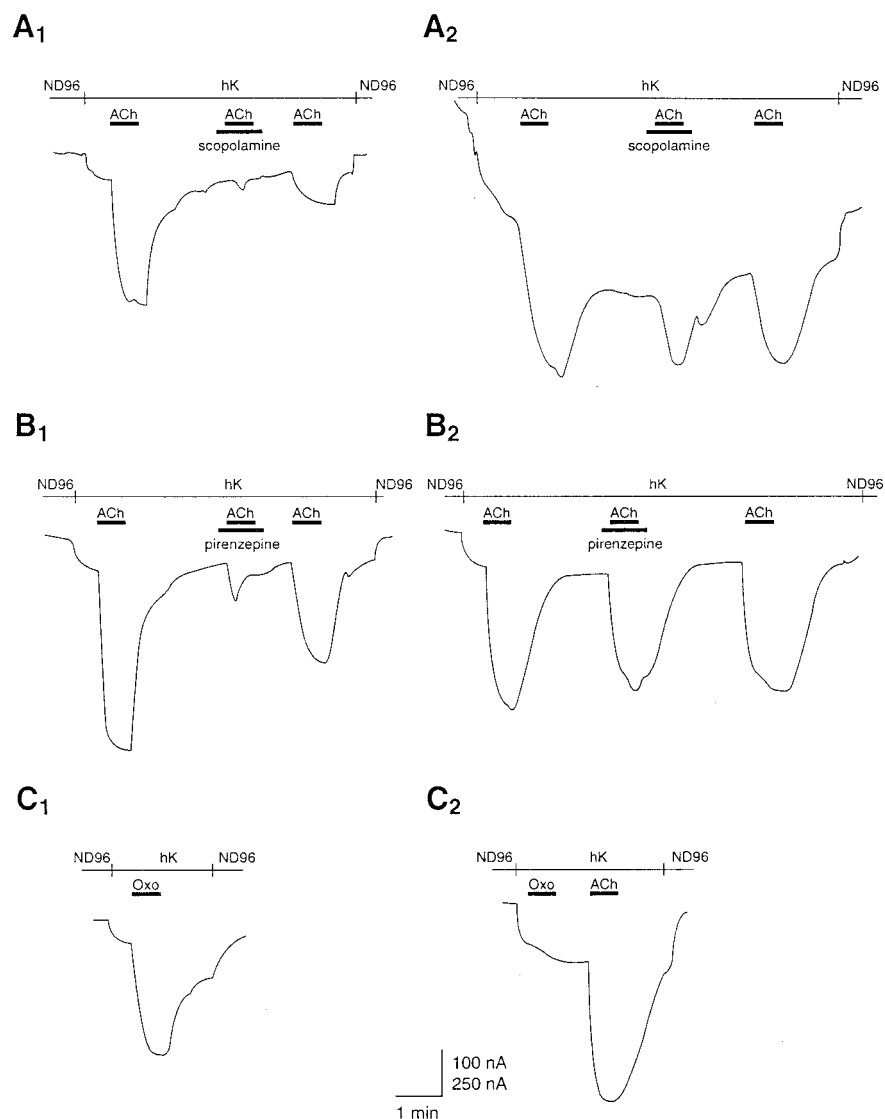 A1
ND96 hK ND96
ACh ACh ACh
scopolamine
A2
ND96 hK ND96
ACh ACh ACh
scopolamine
B1
ND96 hK ND96
ACh ACh ACh
pirenzepine
B2
ND96 hK ND96
ACh ACh ACh
pirenzepine
C1
ND96 hK ND96
Oxo
C2
ND96 hK ND96
Oxo ACh
100 nA
250 nA
1 min